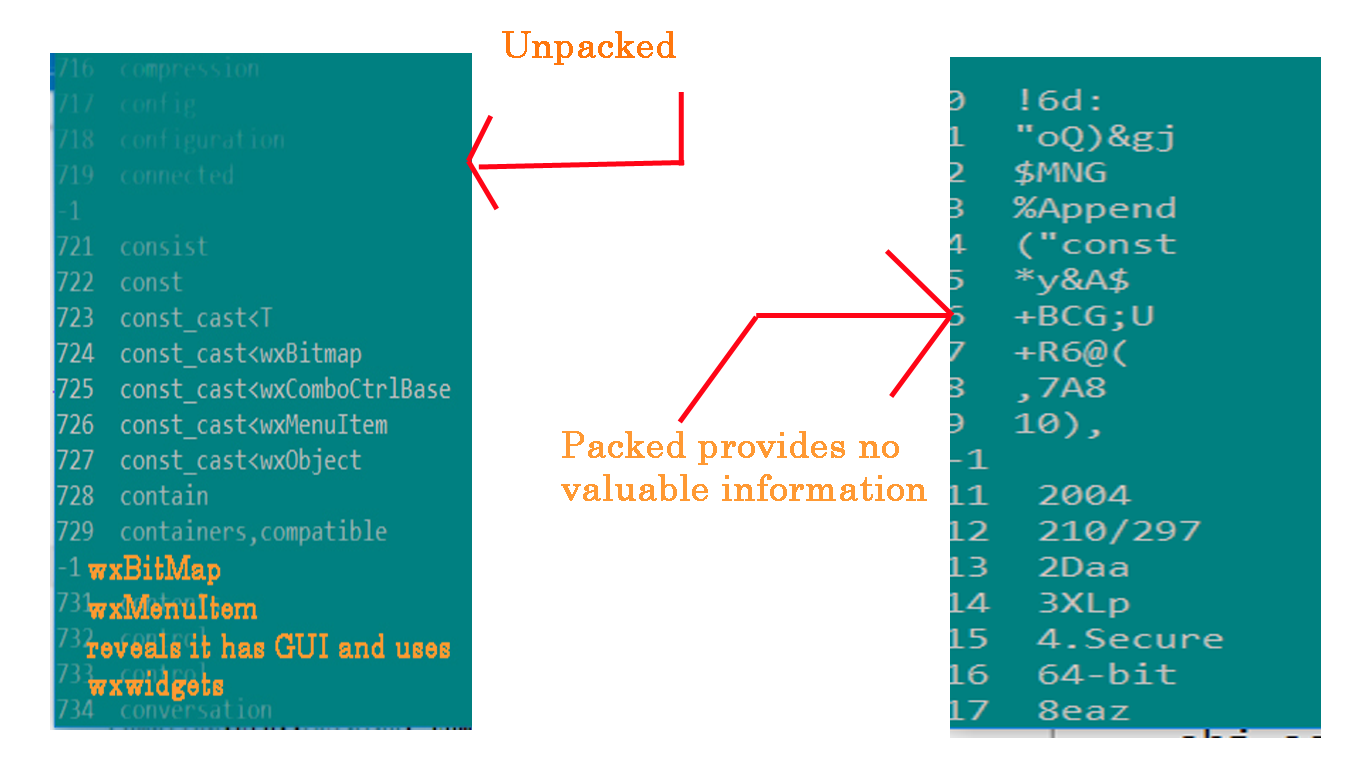 Unpacked
716 compression
717 config
718 configuration
719 connected
-1
721 consist
722 const
723 const_cast<T
724 const_cast<wxBitmap
725 const_cast<wxComboCtrlBase
726 const_cast<wxMenuItem
727 const_cast<wxObject
728 contain
729 containers,compatible
-1 wxBitMap
731
wxMenuItem
732 control
reveals it has GUI and uses
733 control
wxwidgets
734 conversation
Packed provides no
valuable information
0 !6d:
1 "oQ)&gj
2 $MNG
3 %Append
4 ("const
5 *y&A$
6 +BCG;U
7 +R6@(
8 ,7A8
9 10),
-1
11 2004
12 210/297
13 2Daa
14 3XLp
15 4.Secure
16 64-bit
17 8eaz